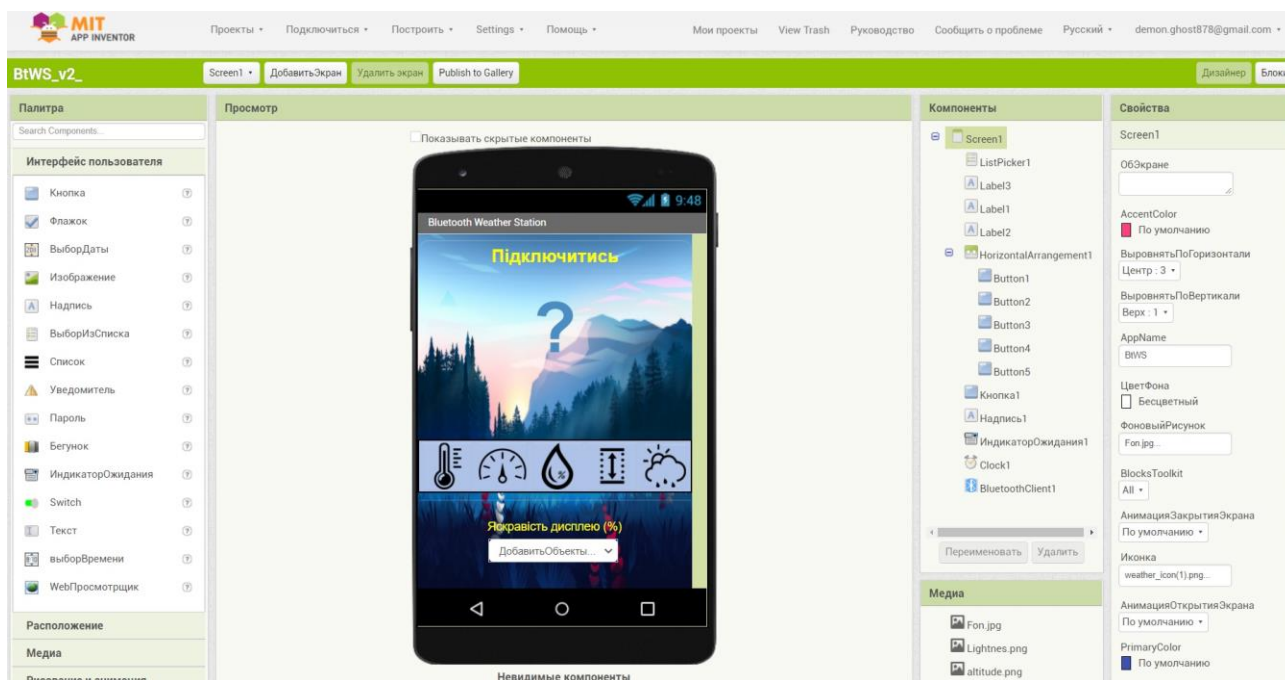 MIT
APP INVENTOR
Проекты
Подключиться
Построить
Settings
Помощь
Мои проекты
View Trash
Руководство
Сообщить о проблеме
Русский
demon.ghost878@gmail.com
BtWS_v2_
Screen1
ДобавитьЭкран
Удалить экран
Publish to Gallery
Дизайнер
Блоки
Палитра
Search Components...
Интерфейс пользователя
Кнопка
Флажок
ВыборДаты
Изображение
Надпись
ВыборИзСписка
Список
Уведомитель
Пароль
Бегунок
ИндикаторОжидания
Switch
Текст
выборВремени
WebПросмотрщик
Расположение
Медиа
Рисование и анимация
Просмотр
Показывать скрытые компоненты
9:48
Bluetooth Weather Station
Підключитись
?
%
Яскравість дисплею (%)
ДобавитьОбъекты...
Невидимые компоненты
Компоненты
Screen1
ListPicker1
Label3
Label1
Label2
HorizontalArrangement1
Button1
Button2
Button3
Button4
Button5
Кнопка1
Надпись1
ИндикаторОжидания1
Clock1
BluetoothClient1
Переименовать
Удалить
Медиа
Fon.jpg
Lightnes.png
altitude.png
Свойства
Screen1
ОбЭкране
AccentColor
По умолчанию
ВыровнятьПоГоризонтали
Центр : 3
ВыровнятьПоВертикали
Верх : 1
AppName
BtWS
ЦветФона
Бесцветный
ФоновыйРисунок
Fon.jpg...
BlocksToolkit
All
АнимацияЗакрытияЭкрана
По умолчанию
Иконка
weather_icon(1).png...
АнимацияОткрытияЭкрана
По умолчанию
PrimaryColor
По умолчанию